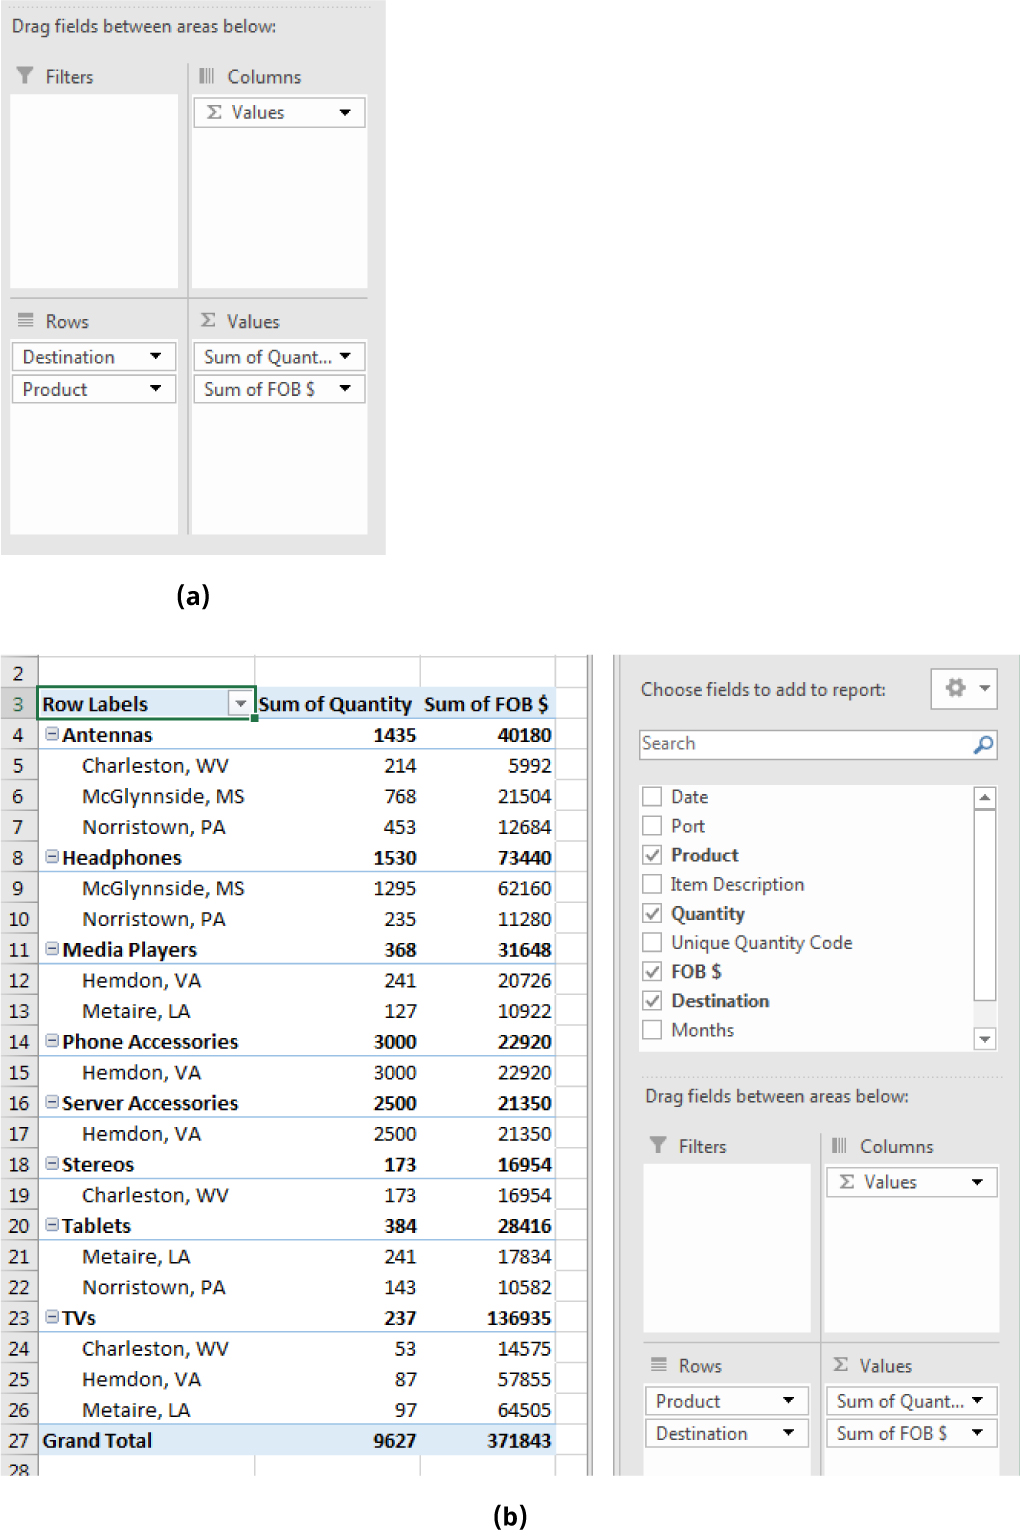 Drag fields between areas below:
Filters Columns
Σ Values
Rows Σ Values
Destination Sum of Quant...
Product Sum of FOB $
(a)
2
3 Row Labels Sum of Quantity Sum of FOB $
4 Antennas 1435 40180
5 Charleston, WV 214 5992
6 McGlynnside, MS 768 21504
7 Norristown, PA 453 12684
8 Headphones 1530 73440
9 McGlynnside, MS 1295 62160
10 Norristown, PA 235 11280
11 Media Players 368 31648
12 Hemdon, VA 241 20726
13 Metaire, LA 127 10922
14 Phone Accessories 3000 22920
15 Hemdon, VA 3000 22920
16 Server Accessories 2500 21350
17 Hemdon, VA 2500 21350
18 Stereos 173 16954
19 Charleston, WV 173 16954
20 Tablets 384 28416
21 Metaire, LA 241 17834
22 Norristown, PA 143 10582
23 TVs 237 136935
24 Charleston, WV 53 14575
25 Hemdon, VA 87 57855
26 Metaire, LA 97 64505
27 Grand Total 9627 371843
28
Choose fields to add to report:
Search
Date
Port
Product
Item Description
Quantity
Unique Quantity Code
FOB $
Destination
Months
Drag fields between areas below:
Filters Columns
Σ Values
Rows Σ Values
Product Sum of Quant...
Destination Sum of FOB $
(b)